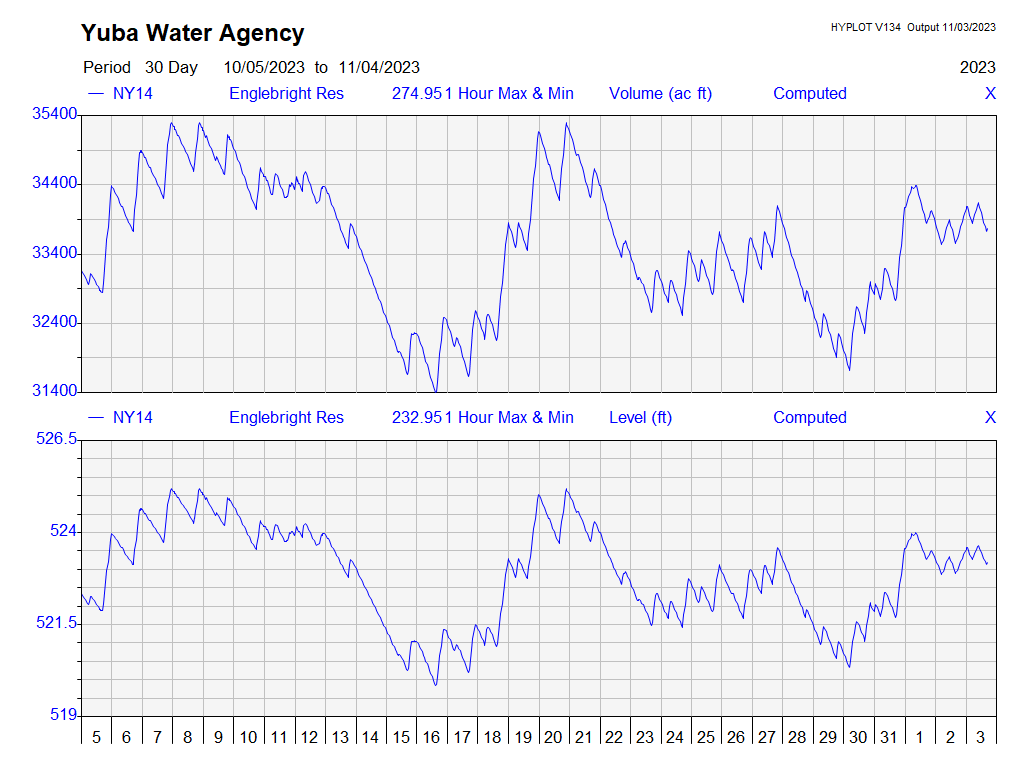 Yuba Water Agency
HYPLOT V134 Output 11/03/2023
Period 30 Day 10/05/2023 to 11/04/2023 2023
— NY14 Englebright Res 274.951 Hour Max & Min Volume (ac ft) Computed X
35400
34400
33400
32400
31400
— NY14 Englebright Res 232.951 Hour Max & Min Level (ft) Computed X
526.5
524
521.5
519
5 6 7 8 9 10 11 12 13 14 15 16 17 18 19 20 21 22 23 24 25 26 27 28 29 30 31 1 2 3